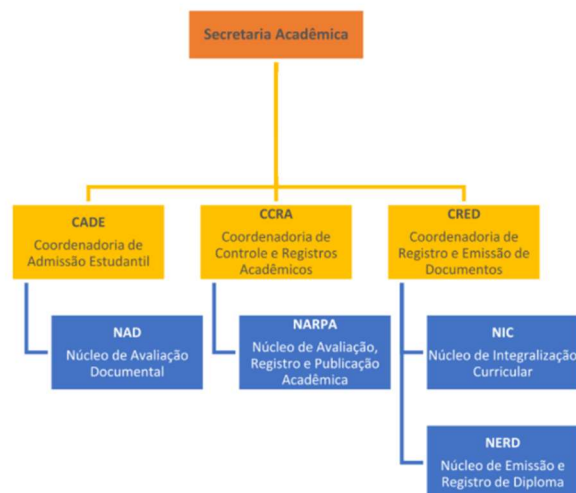 Secretaria Acadêmica
CADE
Coordenadoria de
Admissão Estudantil
CCRA
Coordenadoria de
Controle e Registros
Acadêmicos
CRED
Coordenadoria de
Registro e Emissão de
Documentos
NAD
Núcleo de Avaliação
Documental
NARPA
Núcleo de Avaliação,
Registro e Publicação
Acadêmica
NIC
Núcleo de Integralização
Curricular
NERD
Núcleo de Emissão e
Registro de Diploma